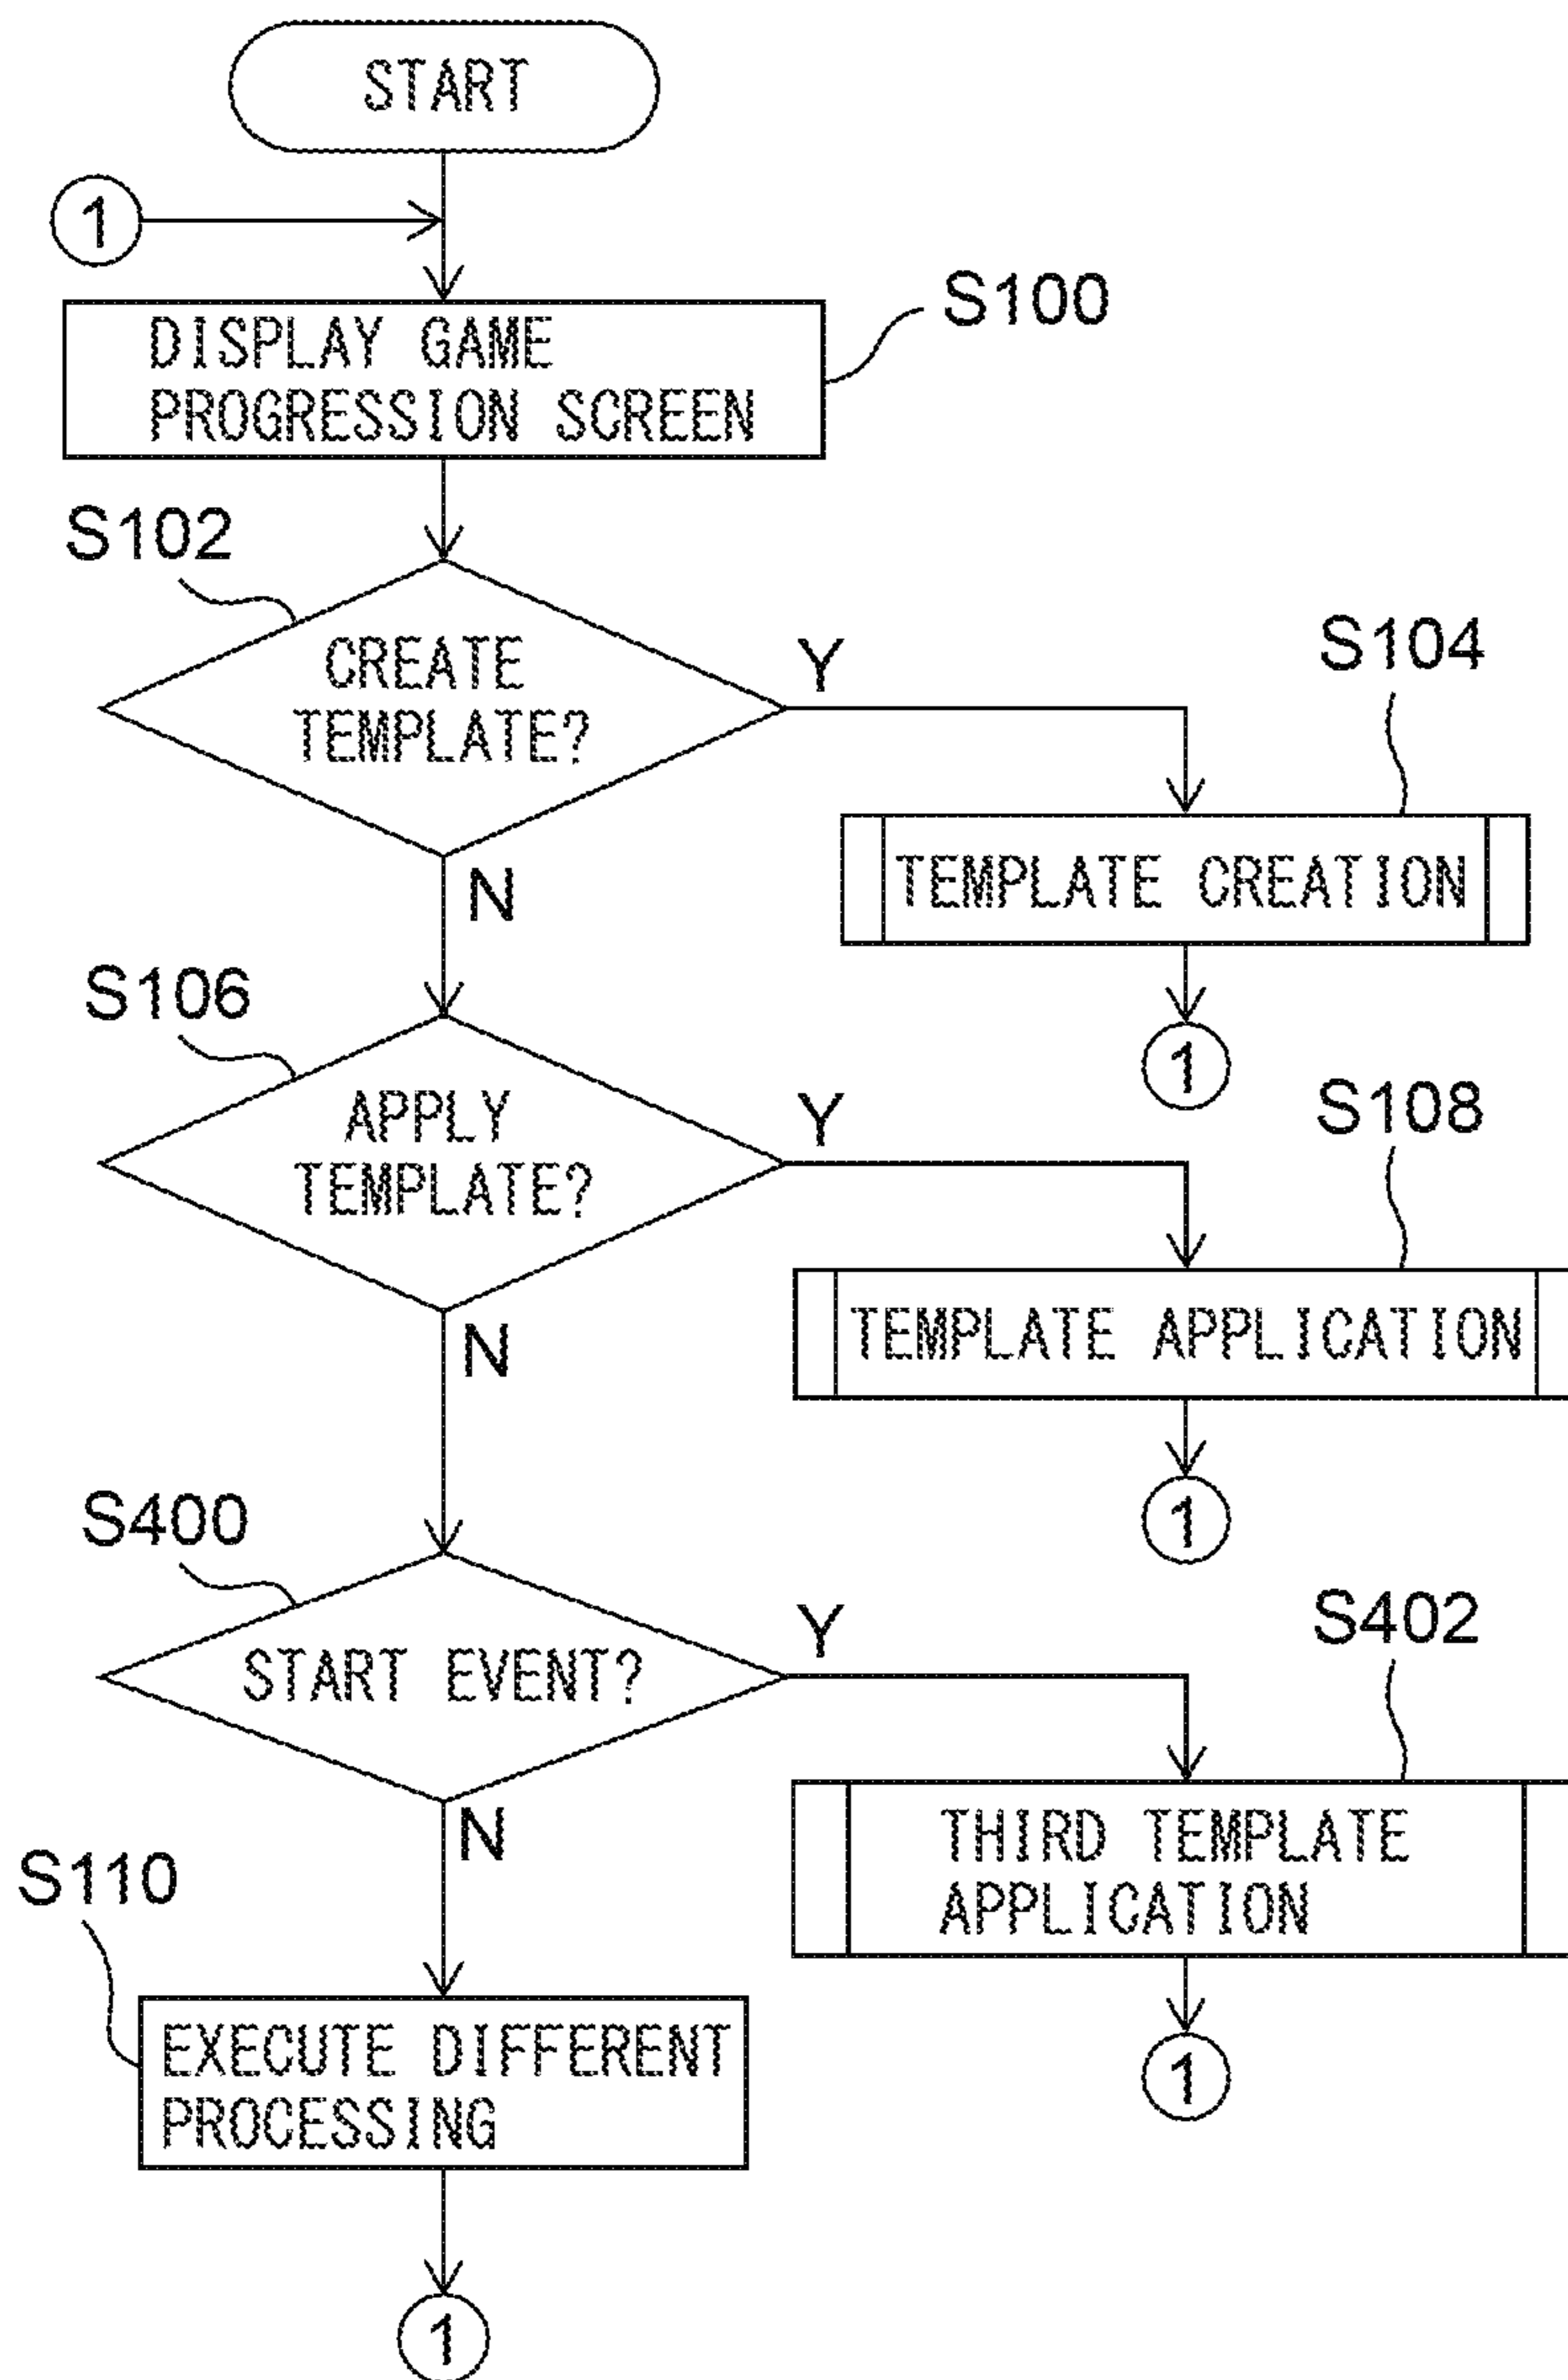 START
1
S100
DISPLAY GAME
PROGRESSION SCREEN
S102
CREATE
TEMPLATE?
Y
S104
TEMPLATE CREATION
1
N
S106
APPLY
TEMPLATE?
Y
S108
TEMPLATE APPLICATION
1
N
S400
START EVENT?
Y
S402
THIRD TEMPLATE
APPLICATION
1
N
S110
EXECUTE DIFFERENT
PROCESSING
1